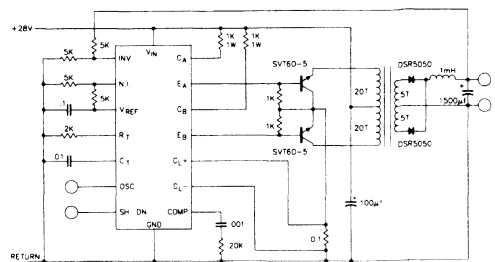 +28V
5K
5K
5K
5K
.1
2K
.01
INV
N.I.
VREF
RT
CT
OSC
SH DN
VIN
GND
CA
EA
CB
EB
CL+
CL-
COMP
1K
1W
1K
1W
1K
1K
SVT60-5
SVT60-5
20T
20T
5T
5T
DSR5050
DSR5050
1mH
+
1500µf
+
100µf
0.1
.001
20K
RETURN